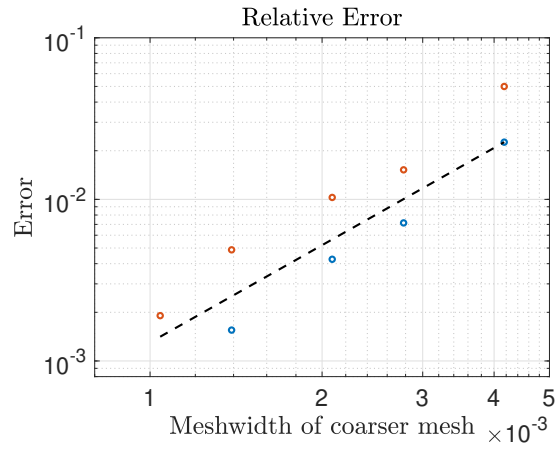 Relative Error
10^-1
10^-2
10^-3
Error
1 2 3 4 5
Meshwidth of coarser mesh ×10^-3